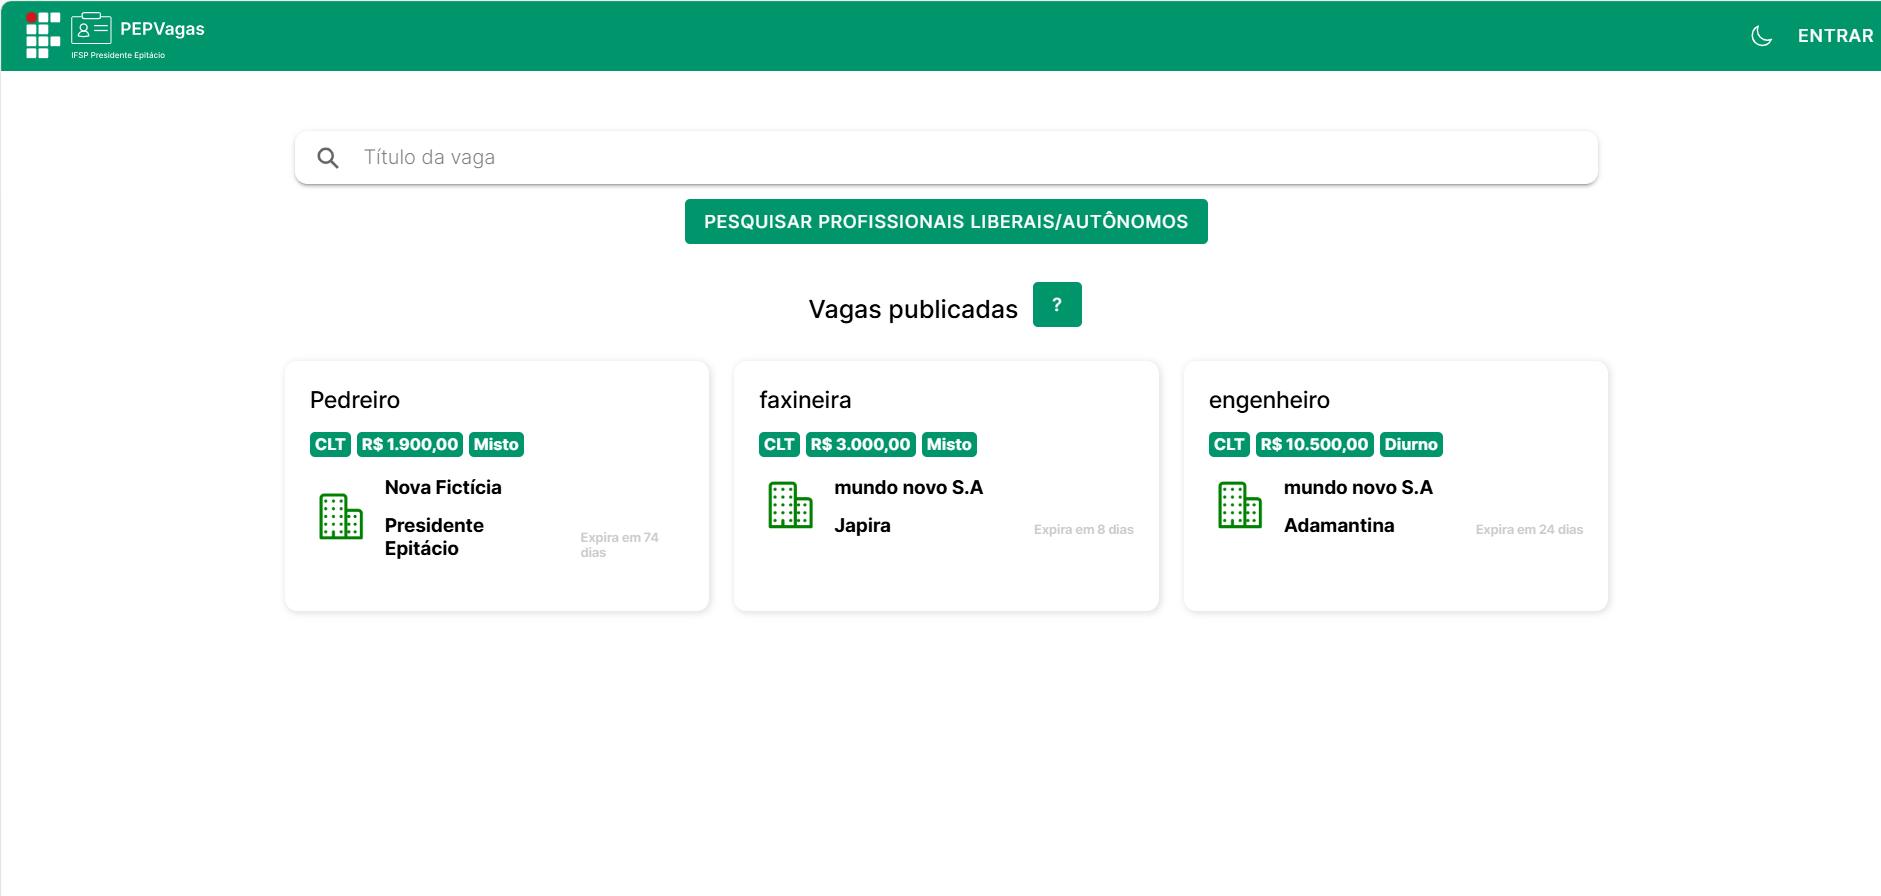 PEPVagas
IFSP Presidente Epitácio
ENTRAR
Título da vaga
PESQUISAR PROFISSIONAIS LIBERAIS/AUTÔNOMOS
Vagas publicadas ?
Pedreiro
CLT R$ 1.900,00 Misto
Nova Fictícia
Presidente
Epitácio
Expira em 74
dias
faxineira
CLT R$ 3.000,00 Misto
mundo novo S.A
Japira
Expira em 8 dias
engenheiro
CLT R$ 10.500,00 Diurno
mundo novo S.A
Adamantina
Expira em 24 dias